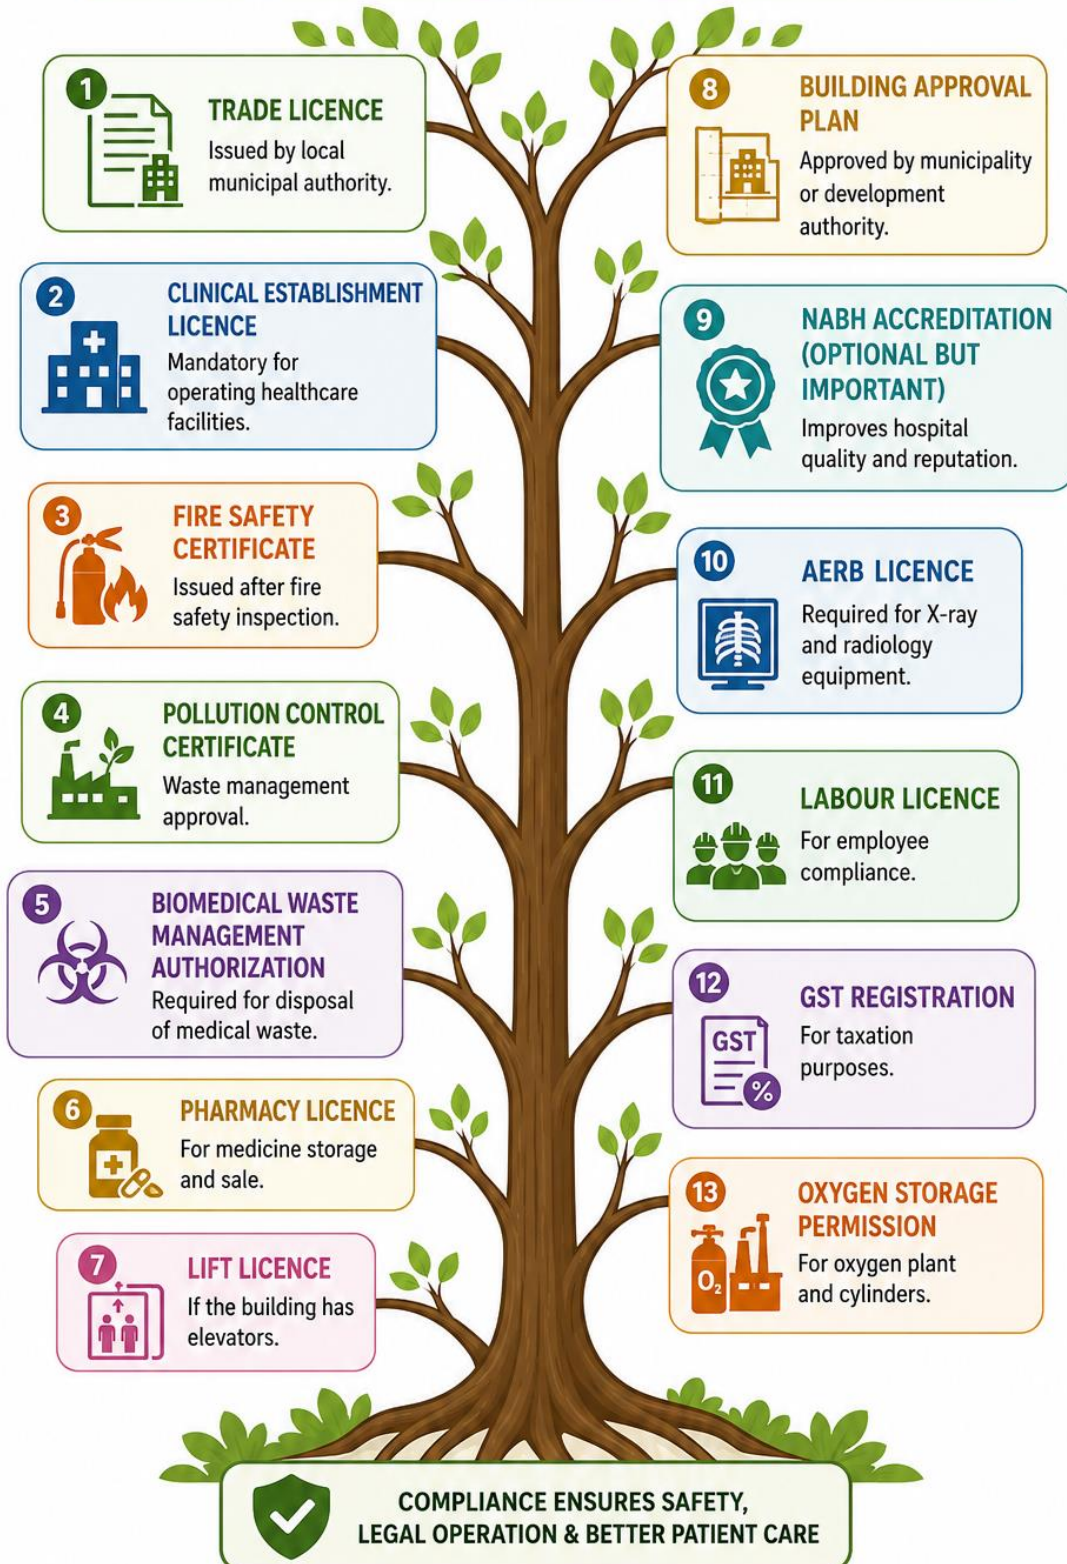 1
TRADE LICENCE
Issued by local
municipal authority.
2
CLINICAL ESTABLISHMENT
LICENCE
Mandatory for
operating healthcare
facilities.
3
FIRE SAFETY
CERTIFICATE
Issued after fire
safety inspection.
4
POLLUTION CONTROL
CERTIFICATE
Waste management
approval.
5
BIOMEDICAL WASTE
MANAGEMENT
AUTHORIZATION
Required for disposal
of medical waste.
6
PHARMACY LICENCE
For medicine storage
and sale.
7
LIFT LICENCE
If the building has
elevators.
8
BUILDING APPROVAL
PLAN
Approved by municipality
or development
authority.
9
NABH ACCREDITATION
(OPTIONAL BUT
IMPORTANT)
Improves hospital
quality and reputation.
10
AERB LICENCE
Required for X-ray
and radiology
equipment.
11
LABOUR LICENCE
For employee
compliance.
12
GST REGISTRATION
For taxation
purposes.
GST
%
13
OXYGEN STORAGE
PERMISSION
For oxygen plant
and cylinders.
O₂
COMPLIANCE ENSURES SAFETY,
LEGAL OPERATION & BETTER PATIENT CARE